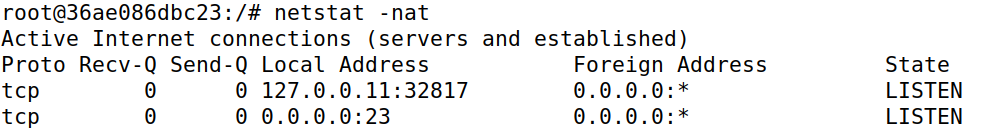 root@36ae086dbc23:/# netstat -nat
Active Internet connections (servers and established)
Proto Recv-Q Send-Q Local Address           Foreign Address         State
tcp        0      0 127.0.0.11:32817        0.0.0.0:*               LISTEN
tcp        0      0 0.0.0.0:23              0.0.0.0:*               LISTEN